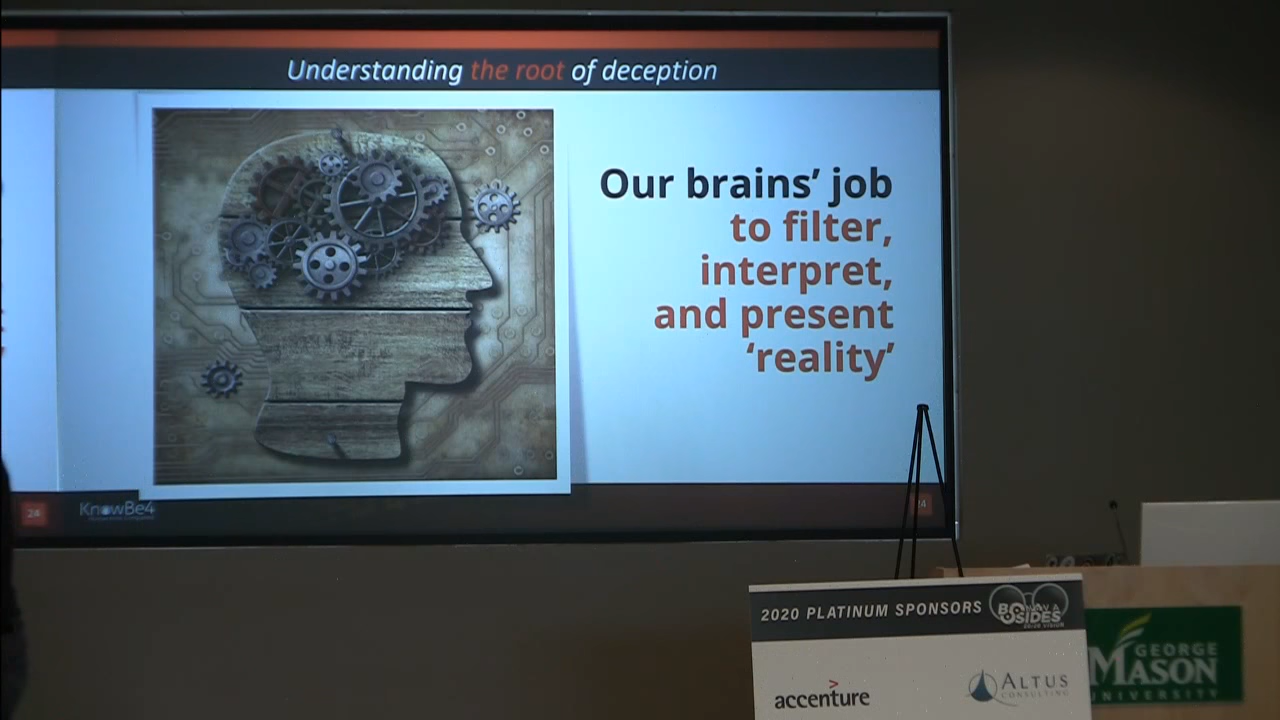 Understanding the root of deception
Our brains’ job
to filter,
interpret,
and present
‘reality’
24
KnowBe4
2020 PLATINUM SPONSORS
BSIDES
accenture
ALTUS
CONSULTING
GEORGE
MASON
UNIVERSITY